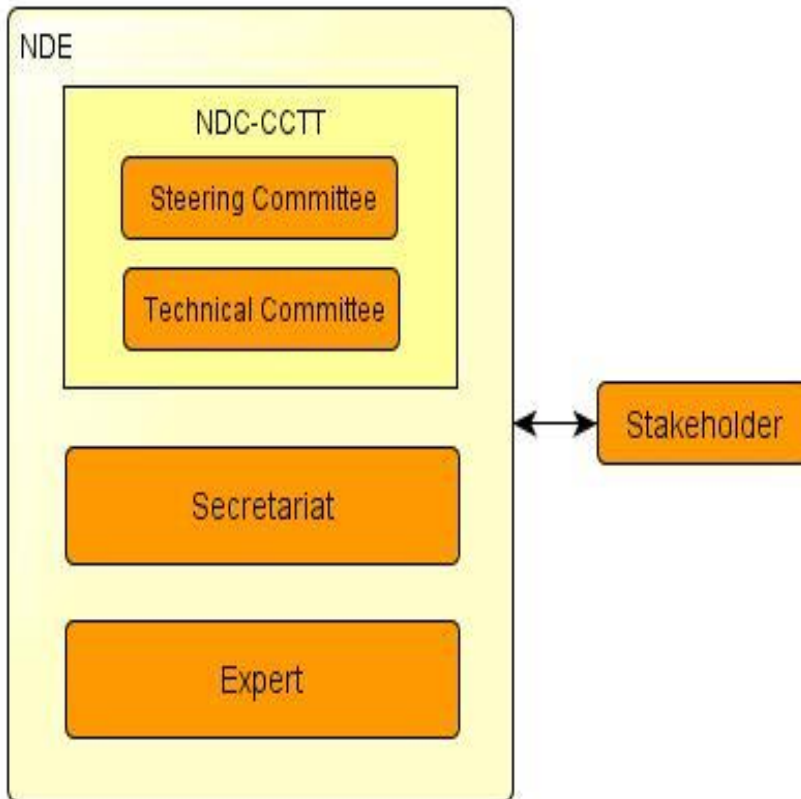 NDE
NDC-CCTT
Steering Committee
Technical Committee
Stakeholder
Secretariat
Expert